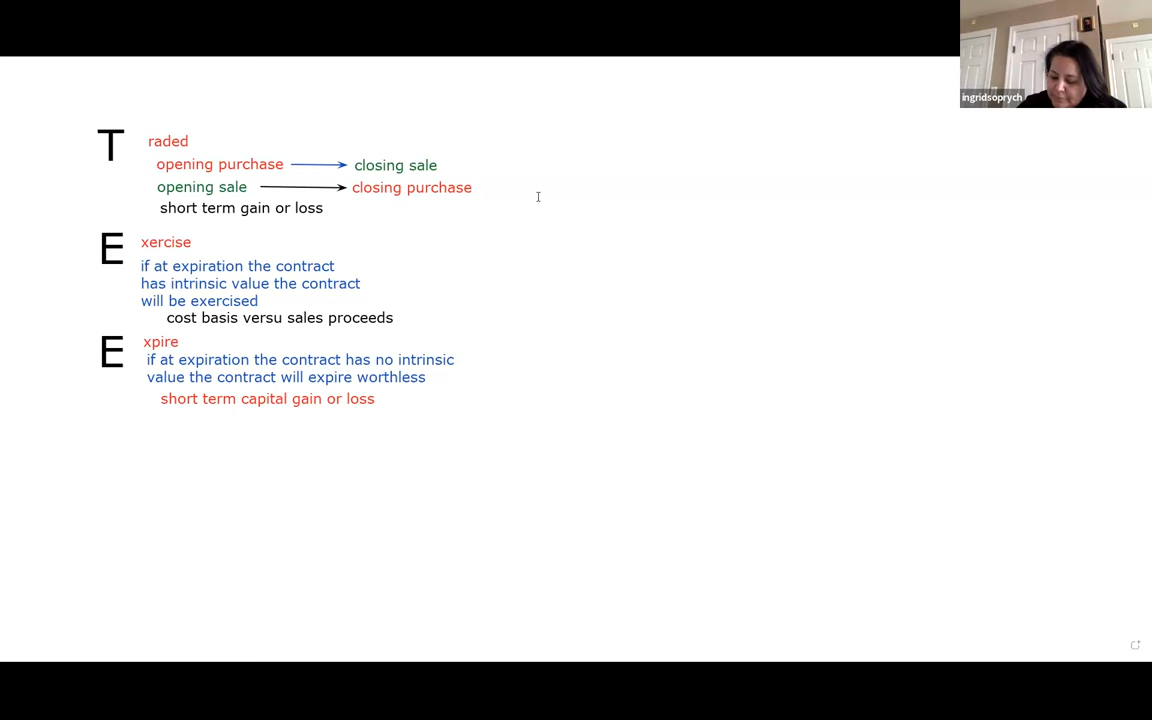 ingridsoprych
T raded
opening purchase closing sale
opening sale closing purchase
short term gain or loss
E xercise
if at expiration the contract
has intrinsic value the contract
will be exercised
cost basis versu sales proceeds
E xpire
if at expiration the contract has no intrinsic
value the contract will expire worthless
short term capital gain or loss